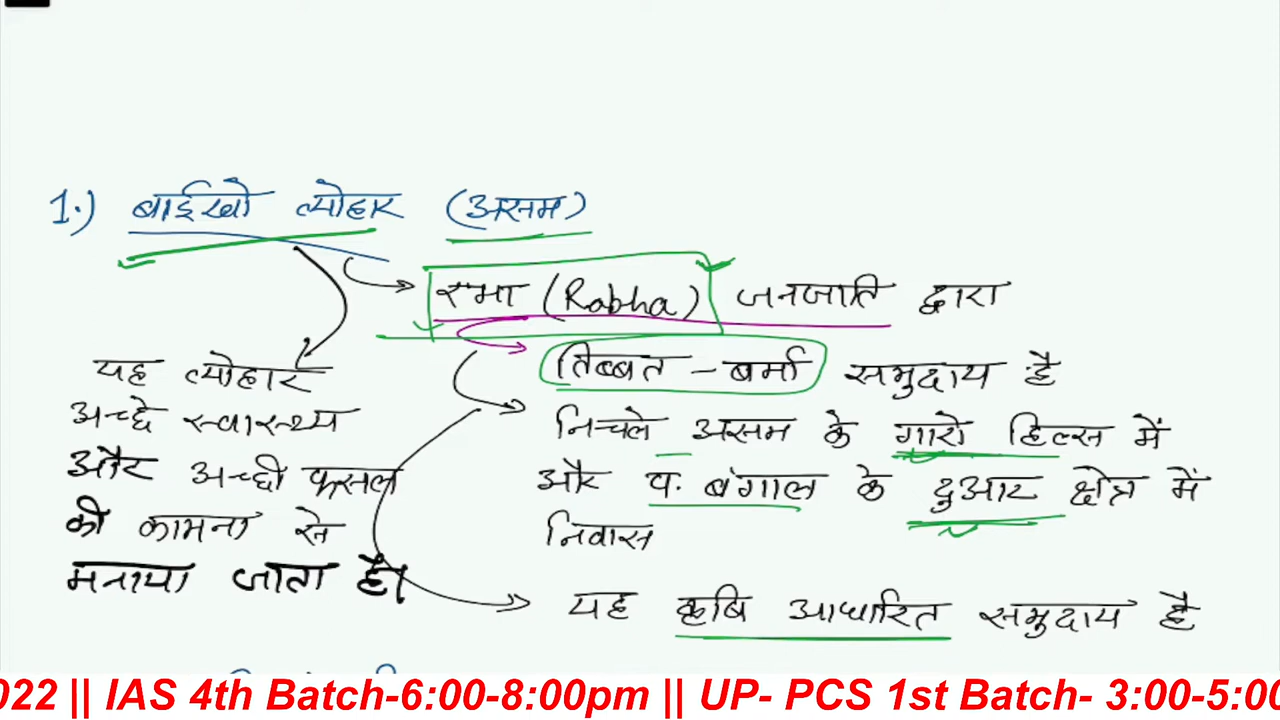 1.) बाईखो त्योहार (असम)
रभा (Rabha) जनजाति द्वारा
तिब्बत - बर्मा समुदाय है
निचले असम के गारो हिल्स में
और प. बंगाल के दुआर क्षेत्र में
निवास
यह कृषि आधारित समुदाय है
यह त्योहार
अच्छे स्वास्थ्य
और अच्छी फसल
की कामना से
मनाया जाता है।
022 || IAS 4th Batch-6:00-8:00pm || UP- PCS 1st Batch- 3:00-5:00